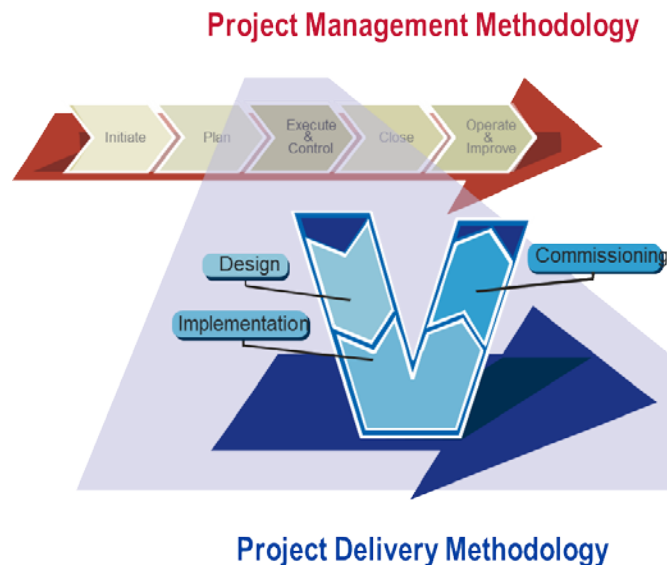 Project Management Methodology
Initiate
Plan
Execute
&
Control
Close
Operate
&
Improve
Design
Commissioning
Implementation
Project Delivery Methodology